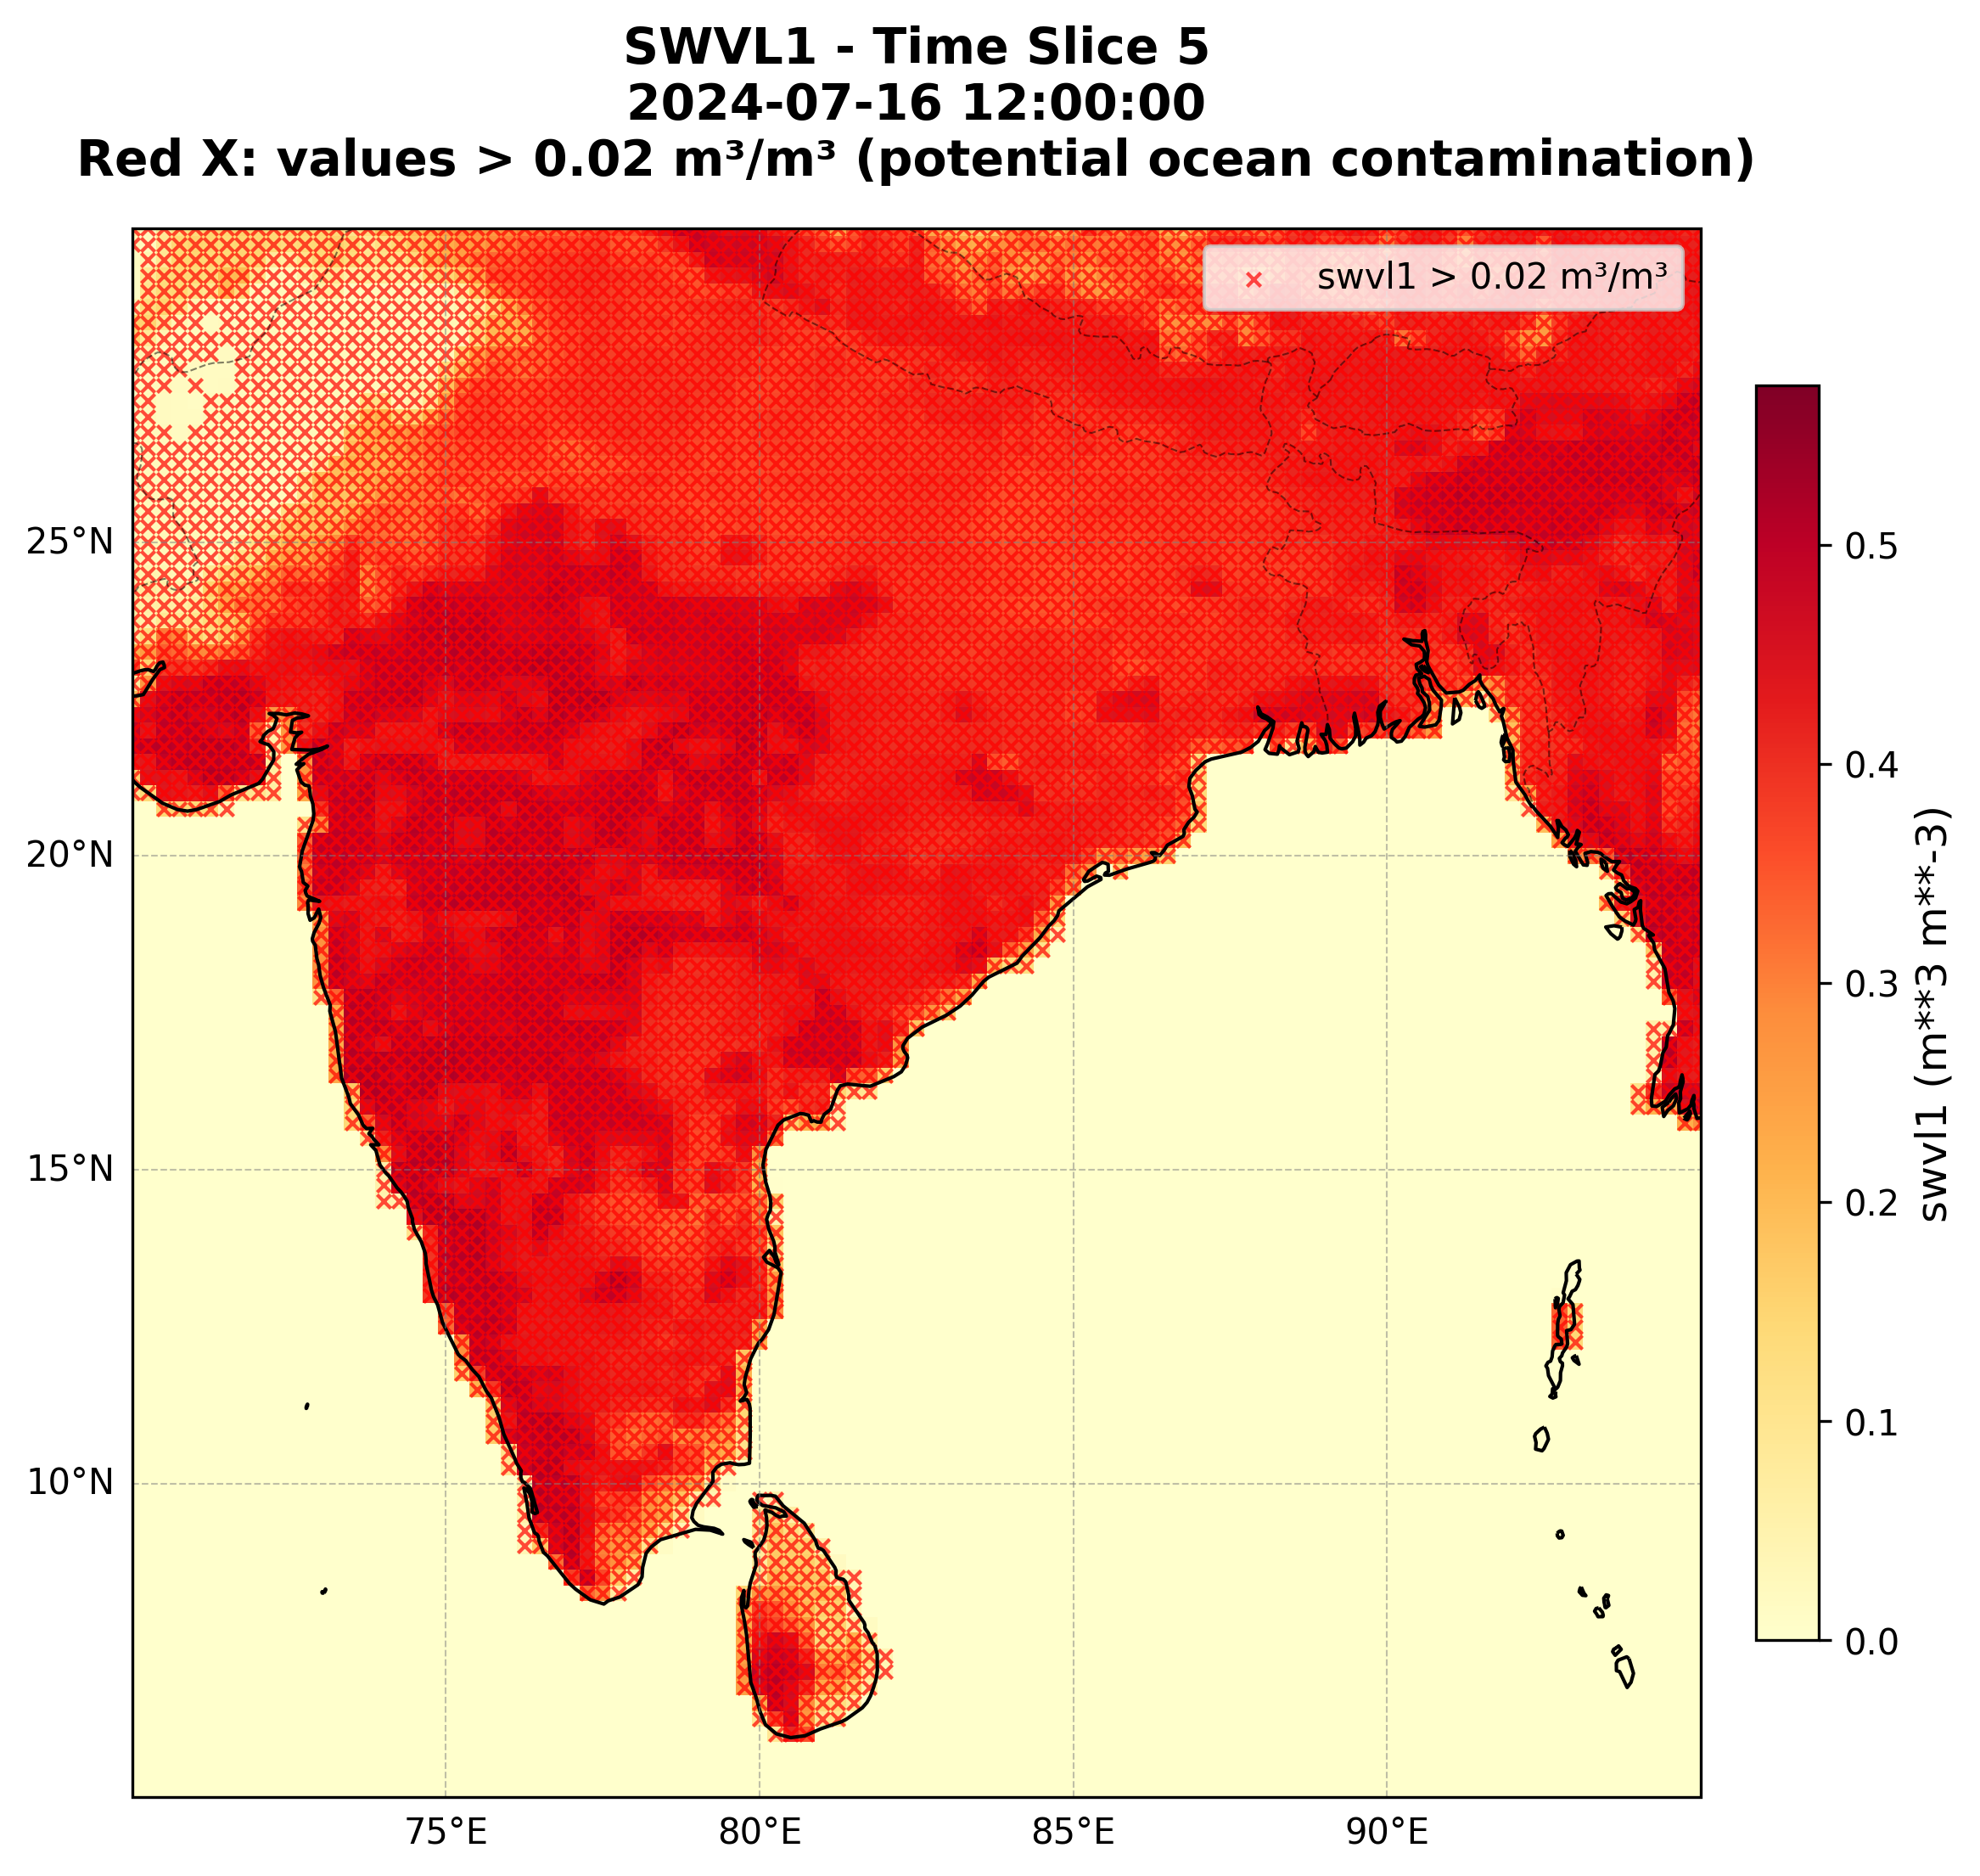 SWVL1 - Time Slice 5
2024-07-16 12:00:00
Red X: values > 0.02 m³/m³ (potential ocean contamination)
swvl1 > 0.02 m³/m³
25°N
20°N
15°N
10°N
75°E
80°E
85°E
90°E
0.5
0.4
0.3
0.2
0.1
0.0
swvl1 (m**3 m**-3)